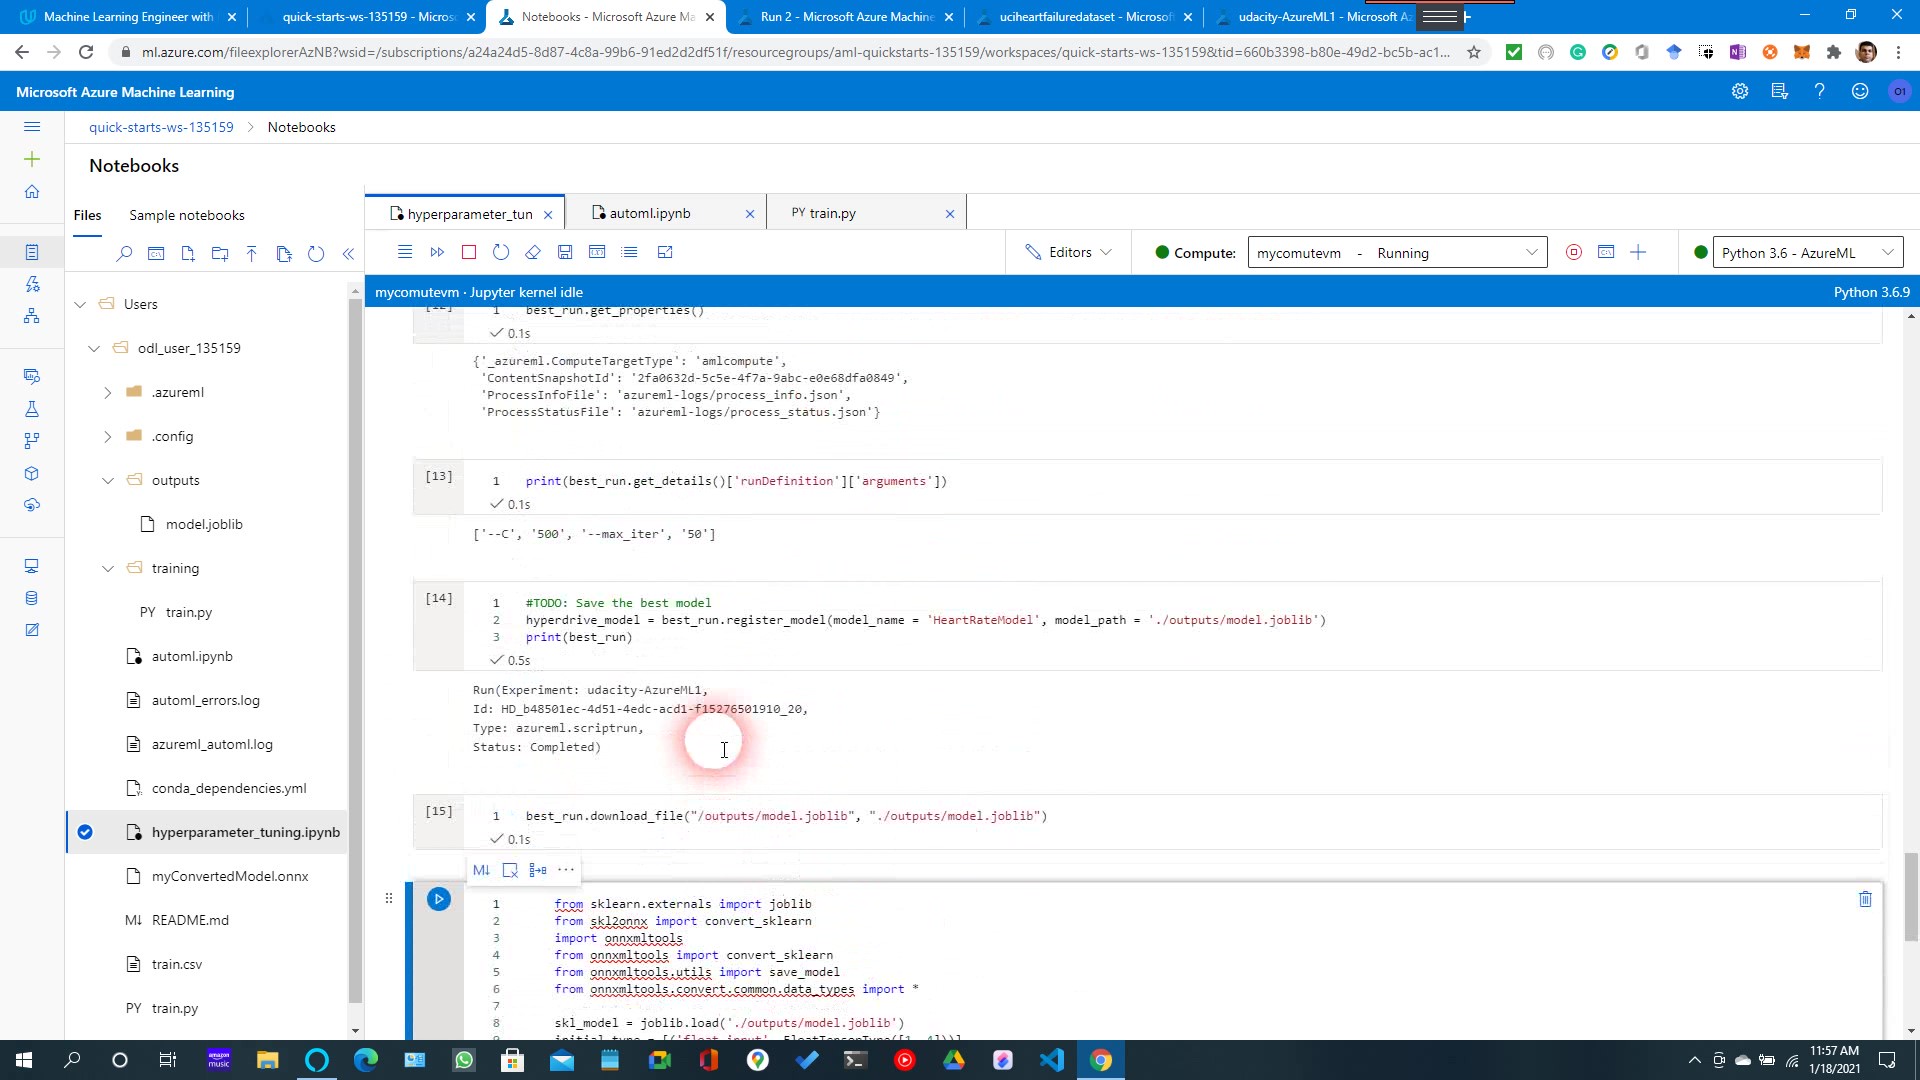 Machine Learning Engineer with
quick-starts-ws-135159 - Micros
Notebooks - Microsoft Azure Ma
Run 2 - Microsoft Azure Machine
uciheartfailuredataset - Microsof
udacity-AzureML1 - Microsoft Az
ml.azure.com/fileexplorerAzNB?wsid=/subscriptions/a24a24d5-8d87-4c8a-99b6-91ed2d2df51f/resourcegroups/aml-quickstarts-135159/workspaces/quick-starts-ws-135159&tid=660b3398-b80e-49d2-bc5b-ac1...
Microsoft Azure Machine Learning
O1
quick-starts-ws-135159 > Notebooks
Notebooks
Files
Sample notebooks
hyperparameter_tun
automl.ipynb
PY train.py
Editors
Compute:
mycomutevm - Running
Python 3.6 - AzureML
mycomutevm · Jupyter kernel idle
Python 3.6.9
Users
odl_user_135159
.azureml
.config
outputs
model.joblib
training
PY train.py
automl.ipynb
automl_errors.log
azureml_automl.log
conda_dependencies.yml
hyperparameter_tuning.ipynb
myConvertedModel.onnx
README.md
train.csv
PY train.py
[12]
1 best_run.get_properties()
0.1s
{'_azureml.ComputeTargetType': 'amlcompute',
'ContentSnapshotId': '2fa0632d-5c5e-4f7a-9abc-e0e68dfa0849',
'ProcessInfoFile': 'azureml-logs/process_info.json',
'ProcessStatusFile': 'azureml-logs/process_status.json'}
[13]
1 print(best_run.get_details()['runDefinition']['arguments'])
0.1s
['--C', '500', '--max_iter', '50']
[14]
1 #TODO: Save the best model
2 hyperdrive_model = best_run.register_model(model_name = 'HeartRateModel', model_path = './outputs/model.joblib')
3 print(best_run)
0.5s
Run(Experiment: udacity-AzureML1,
Id: HD_b48501ec-4d51-4edc-acd1-f15276501910_20,
Type: azureml.scriptrun,
Status: Completed)
[15]
1 best_run.download_file("/outputs/model.joblib", "./outputs/model.joblib")
0.1s
M↓
1 from sklearn.externals import joblib
2 from skl2onnx import convert_sklearn
3 import onnxmltools
4 from onnxmltools import convert_sklearn
5 from onnxmltools.utils import save_model
6 from onnxmltools.convert.common.data_types import *
7
8 skl_model = joblib.load('./outputs/model.joblib')
amazon music
11:57 AM
1/18/2021